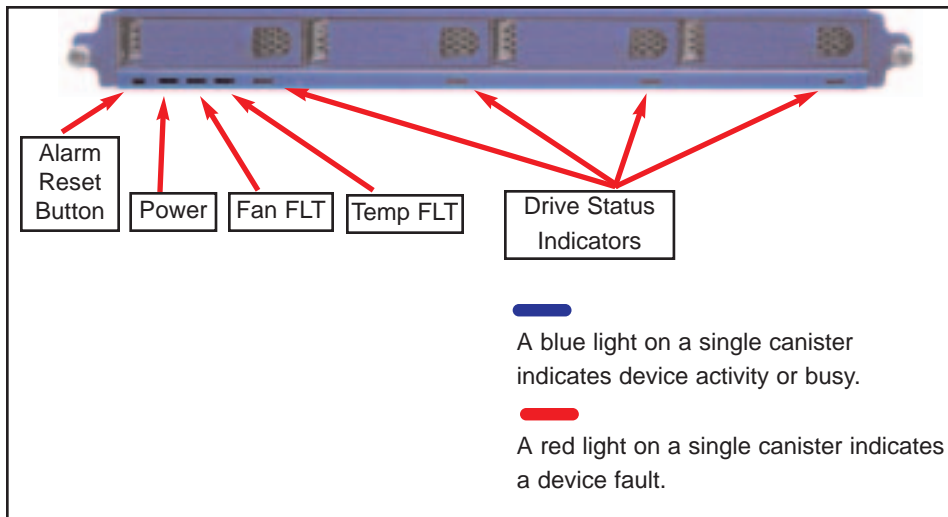 Alarm
Reset
Button
Power
Fan FLT
Temp FLT
Drive Status
Indicators
A blue light on a single canister
indicates device activity or busy.
A red light on a single canister indicates
a device fault.